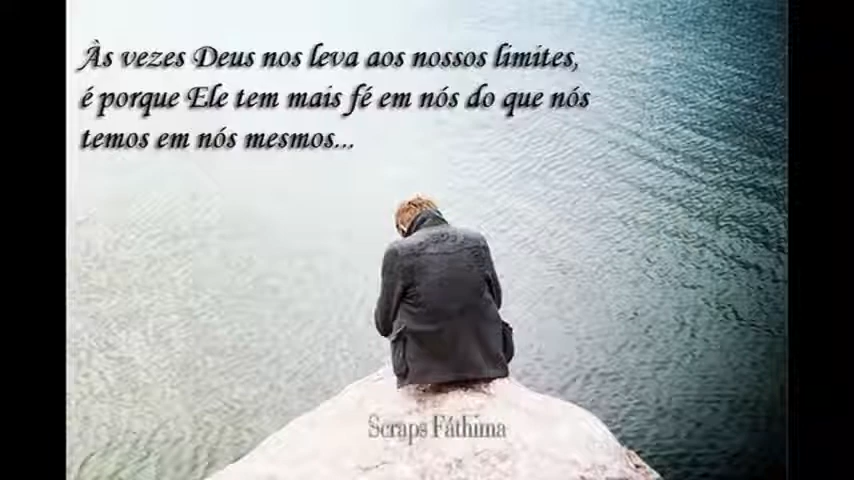 Às vezes Deus nos leva aos nossos limites,
é porque Ele tem mais fé em nós do que nós
temos em nós mesmos...
Scraps Fáthima